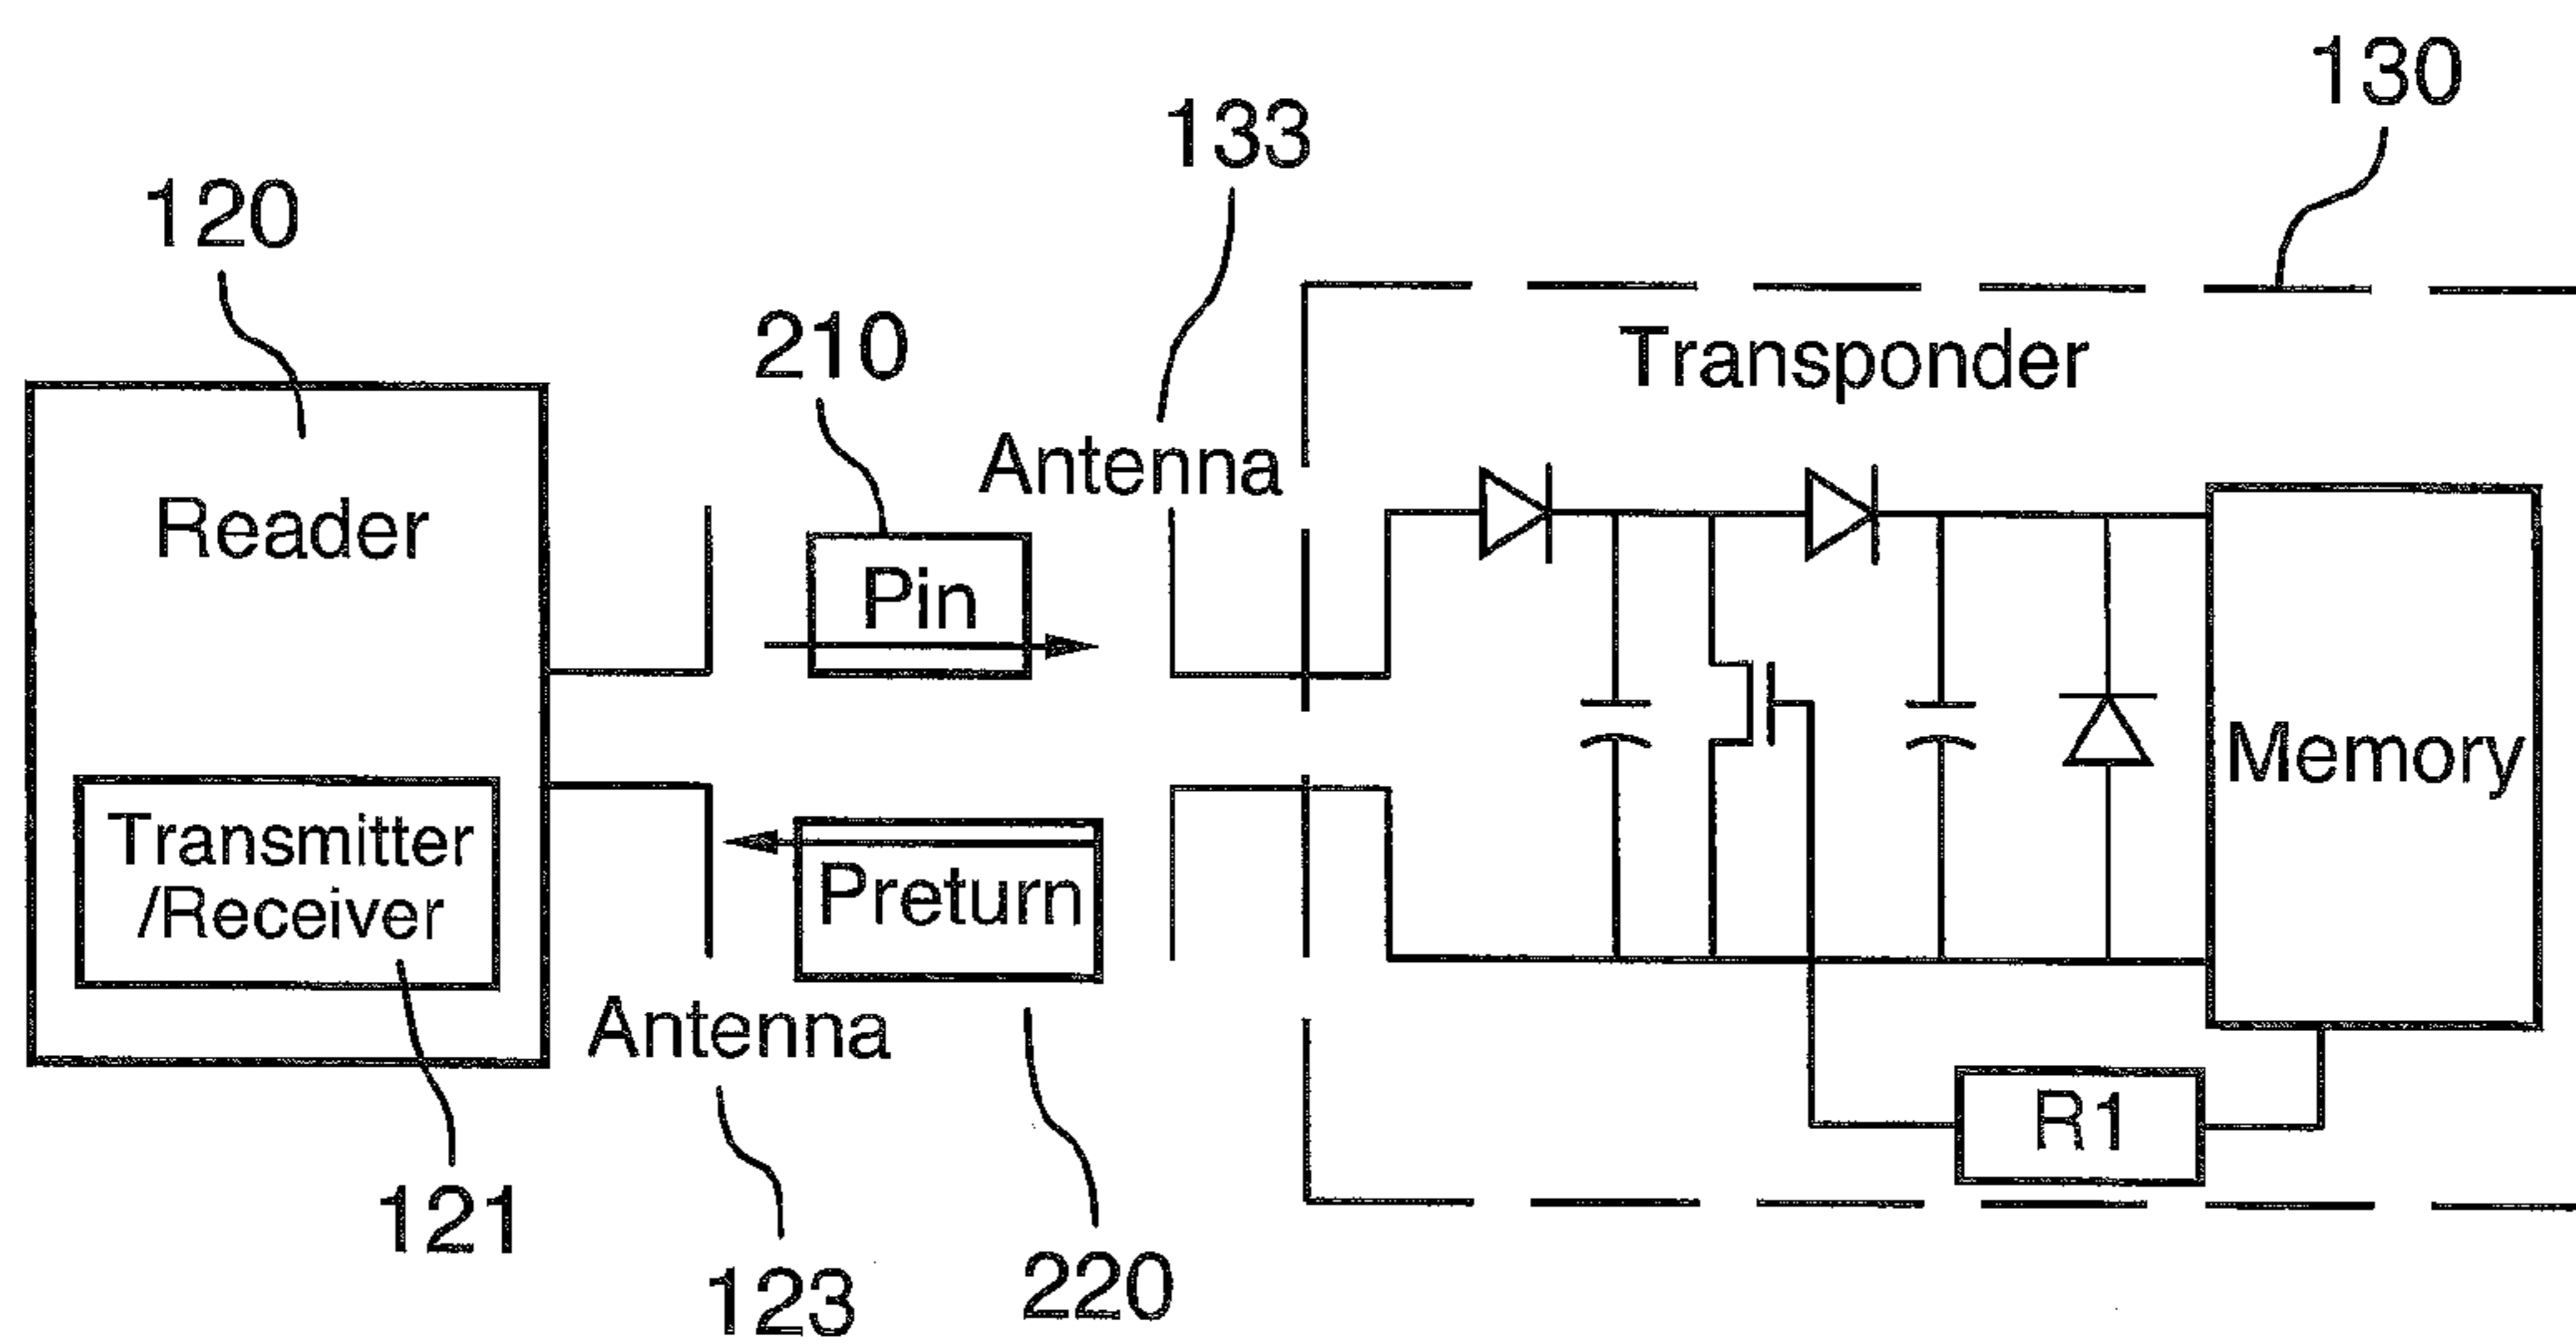 130
133
120
210
Transponder
Antenna
Reader
Pin
Memory
Transmitter
/Receiver
Preturn
Antenna
R1
121
123
220